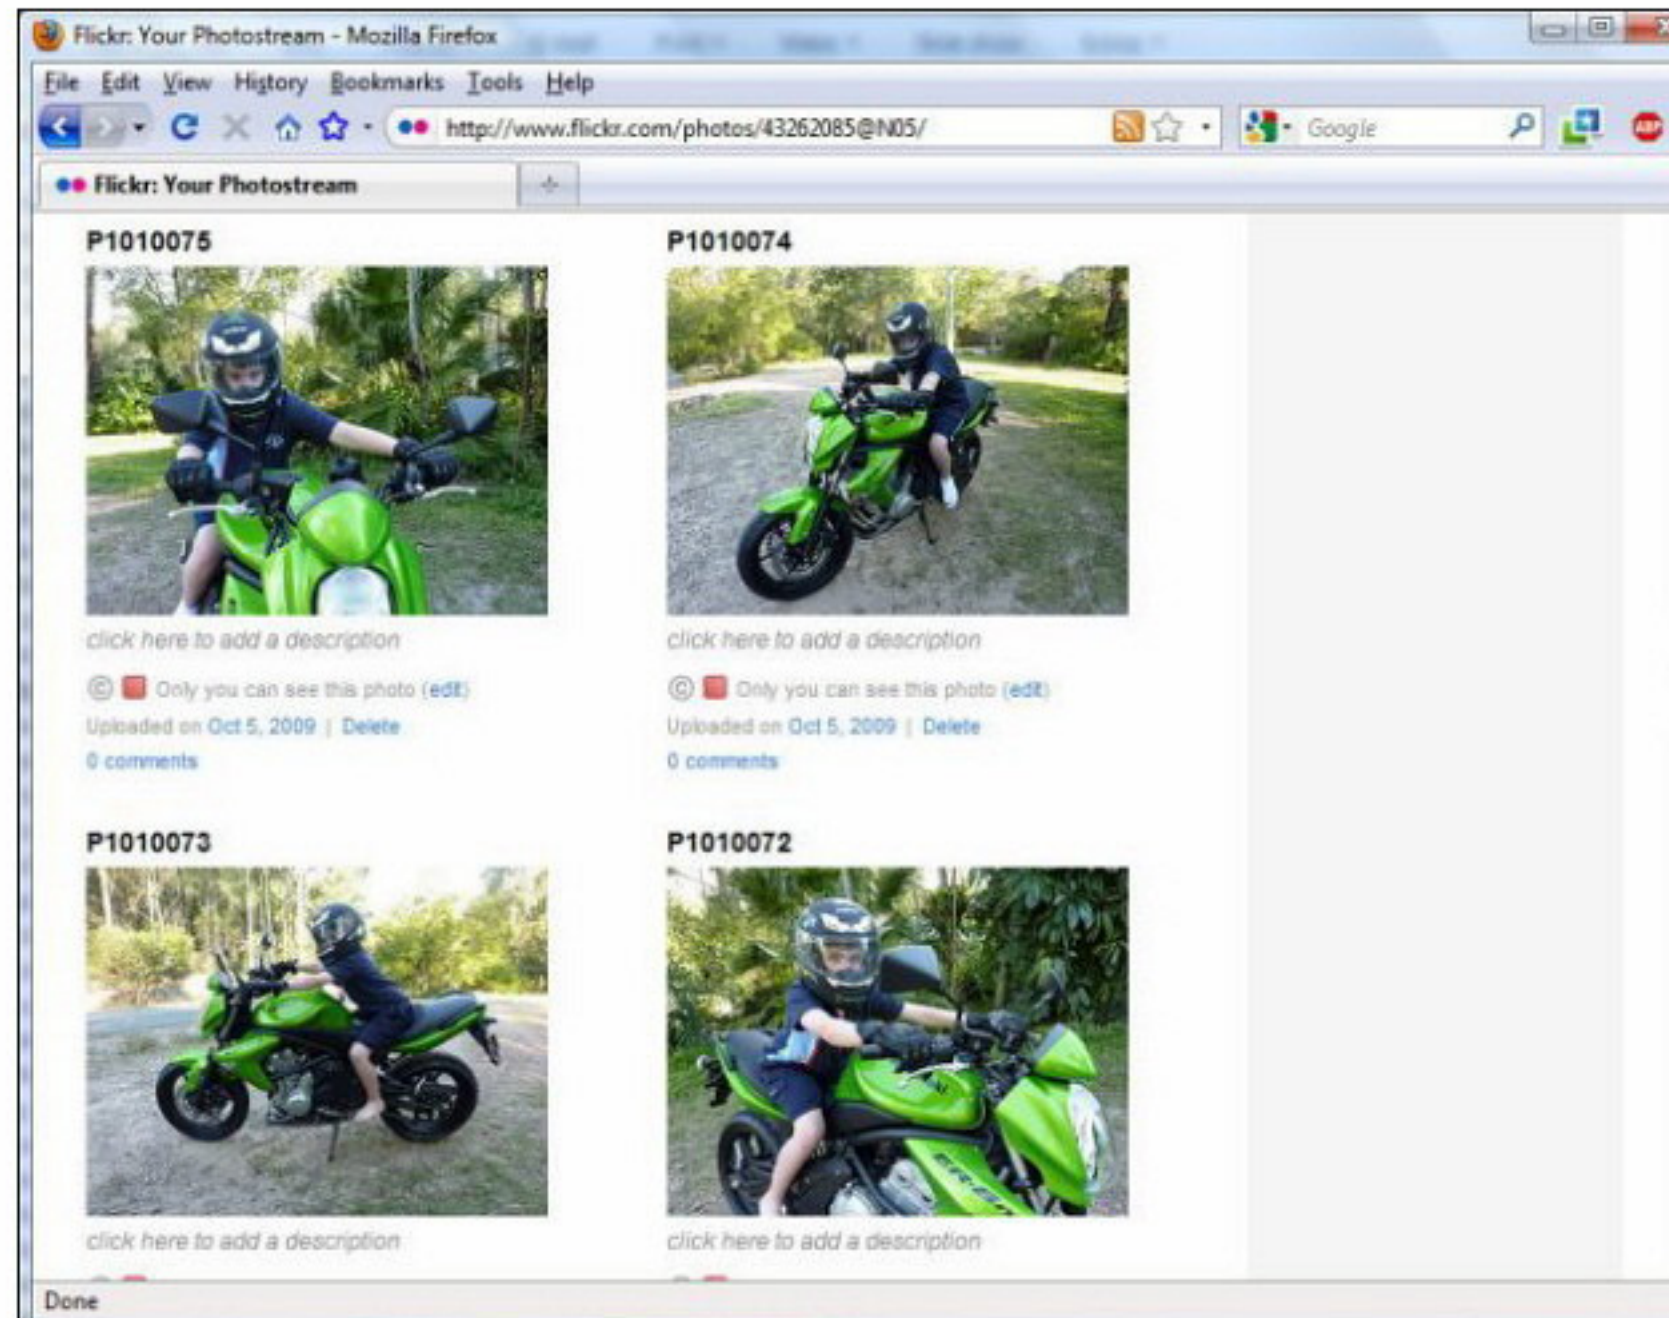 Flickr: Your Photostream - Mozilla Firefox
File Edit View History Bookmarks Tools Help
http://www.flickr.com/photos/43262085@N05/ Google ABP
Flickr: Your Photostream
P1010075 P1010074
click here to add a description click here to add a description
© Only you can see this photo (edit) © Only you can see this photo (edit)
Uploaded on Oct 5, 2009 | Delete Uploaded on Oct 5, 2009 | Delete
0 comments 0 comments
P1010073 P1010072
click here to add a description click here to add a description
Done